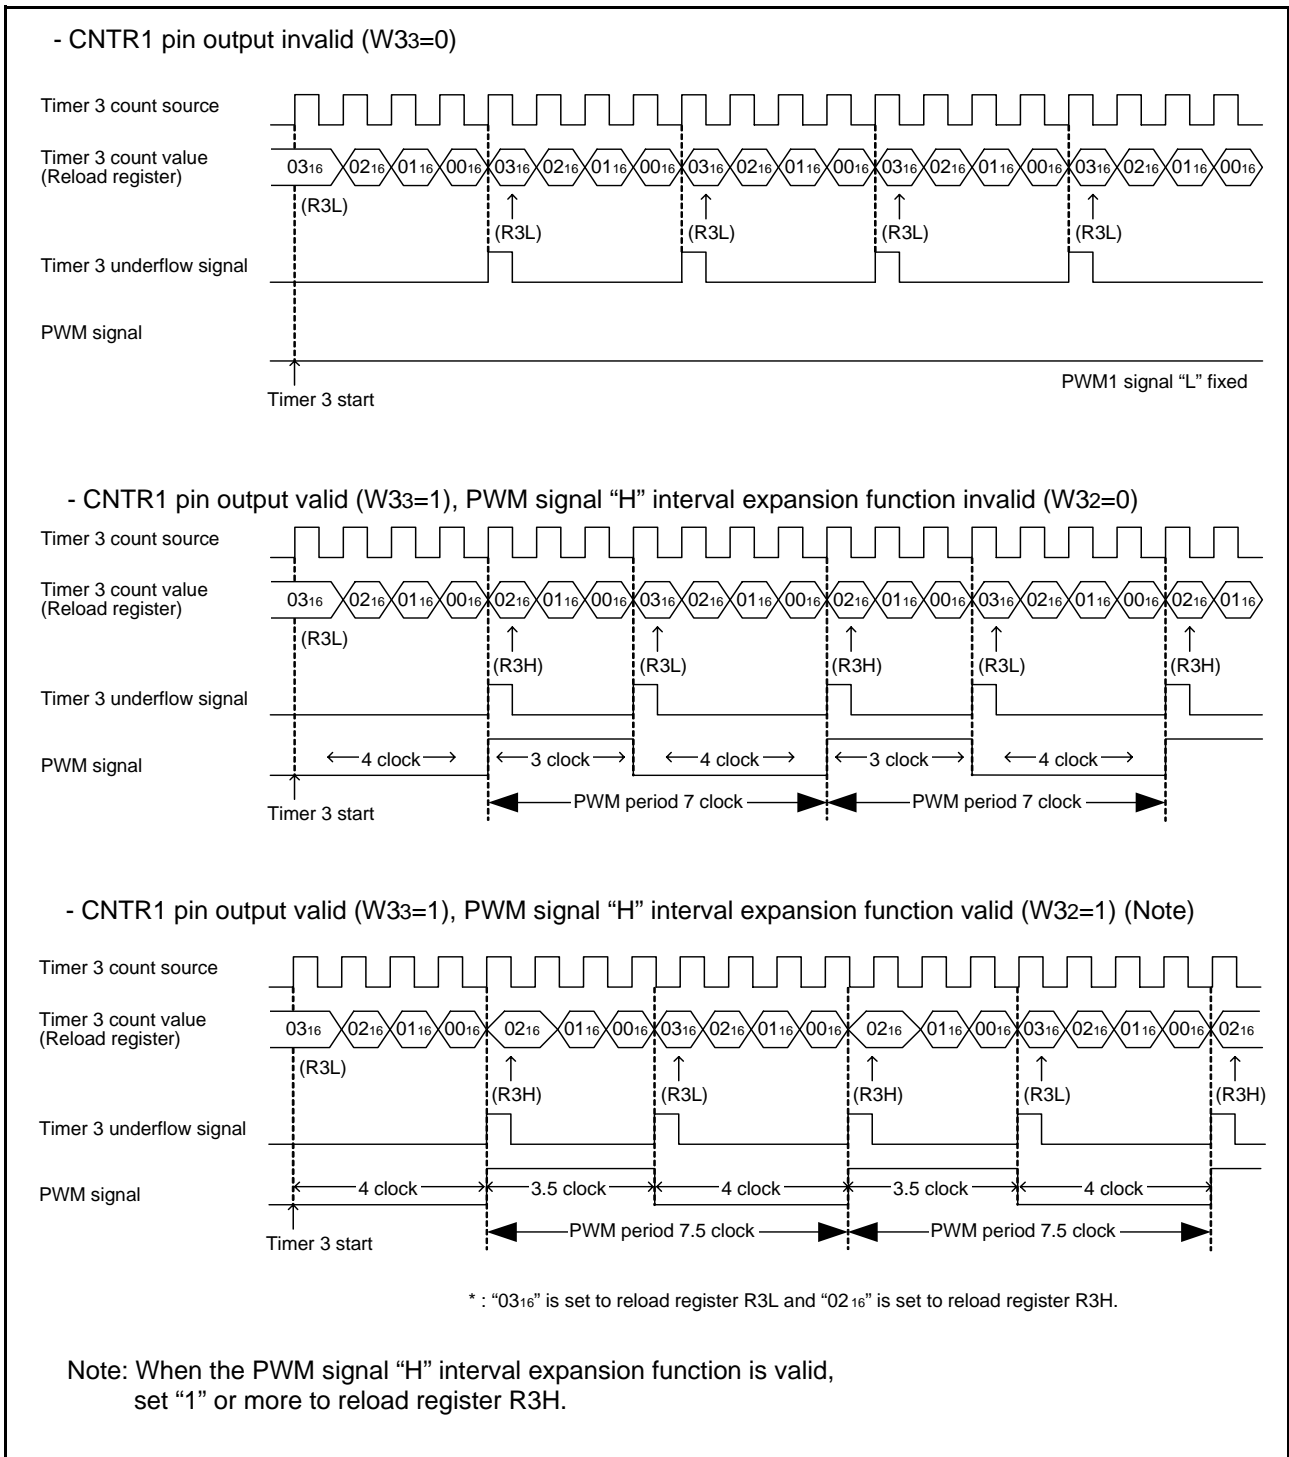 - CNTR1 pin output invalid (W33=0)
Timer 3 count source
Timer 3 count value
(Reload register)
0316 0216 0116 0016 0316 0216 0116 0016 0316 0216 0116 0016 0316 0216 0116 0016 0316 0216 0116 0016
(R3L) (R3L) (R3L) (R3L) (R3L)
Timer 3 underflow signal
PWM signal
PWM1 signal “L” fixed
Timer 3 start
- CNTR1 pin output valid (W33=1), PWM signal “H” interval expansion function invalid (W32=0)
Timer 3 count source
Timer 3 count value
(Reload register)
0316 0216 0116 0016 0216 0116 0016 0316 0216 0116 0016 0216 0116 0016 0316 0216 0116 0016 0216 0116
(R3L) (R3H) (R3L) (R3H) (R3L) (R3H)
Timer 3 underflow signal
PWM signal
4 clock 3 clock 4 clock 3 clock 4 clock
Timer 3 start
PWM period 7 clock PWM period 7 clock
- CNTR1 pin output valid (W33=1), PWM signal “H” interval expansion function valid (W32=1) (Note)
Timer 3 count source
Timer 3 count value
(Reload register)
0316 0216 0116 0016 0216 0116 0016 0316 0216 0116 0016 0216 0116 0016 0316 0216 0116 0016 0216
(R3L) (R3H) (R3L) (R3H) (R3L) (R3H)
Timer 3 underflow signal
PWM signal
4 clock 3.5 clock 4 clock 3.5 clock 4 clock
Timer 3 start
PWM period 7.5 clock PWM period 7.5 clock
* : “0316” is set to reload register R3L and “0216” is set to reload register R3H.
Note: When the PWM signal “H” interval expansion function is valid,
set “1” or more to reload register R3H.